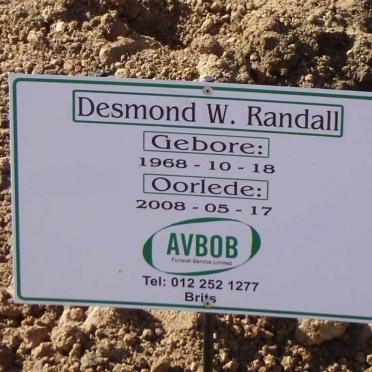 Desmond W. Randall
Gebore:
1968 - 10 - 18
Oorlede:
2008 - 05 - 17
AVBOB
Funeral Service Limited
Tel: 012 252 1277
Brits